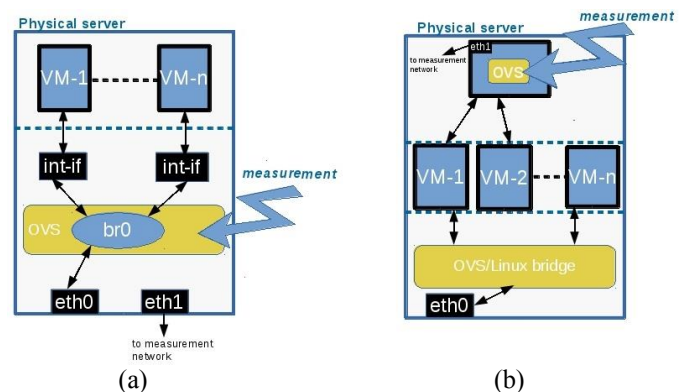 Physical server
VM-1
VM-n
int-if
int-if
measurement
OVS
br0
eth0
eth1
to measurement
network
(a)
measurement
Physical server
eth1
to measurement
network
ovs
VM-1
VM-2
VM-n
OVS/Linux bridge
eth0
(b)